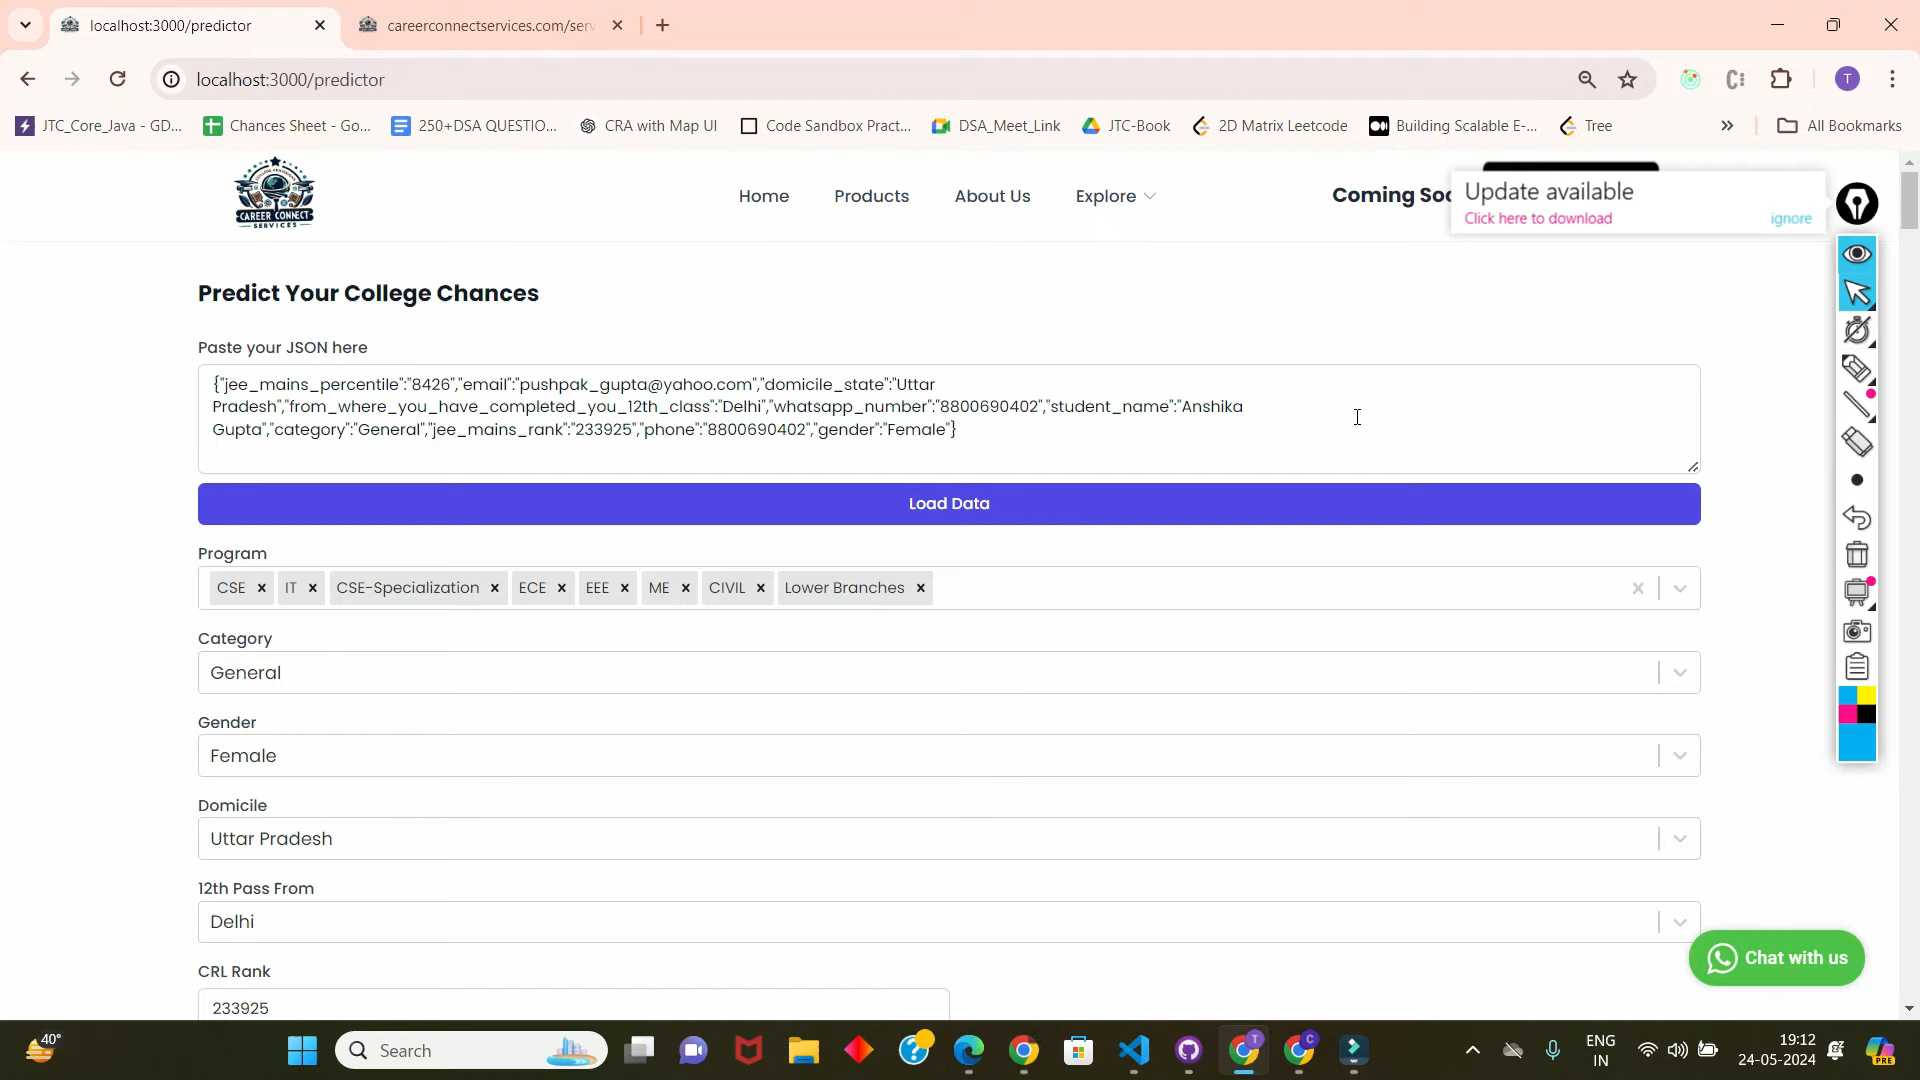 localhost:3000/predictor
careerconnectservices.com/serv
localhost:3000/predictor
T
JTC_Core_Java - GD...
Chances Sheet - Go...
250+DSA QUESTIO...
CRA with Map UI
Code Sandbox Pract...
DSA_Meet_Link
JTC-Book
2D Matrix Leetcode
Building Scalable E-...
Tree
All Bookmarks
CAREER CONNECT
SERVICES
Home
Products
About Us
Explore
Coming Soo
Update available
Click here to download
ignore
Predict Your College Chances
Paste your JSON here
{"jee_mains_percentile":"8426","email":"pushpak_gupta@yahoo.com","domicile_state":"Uttar
Pradesh","from_where_you_have_completed_you_12th_class":"Delhi","whatsapp_number":"8800690402","student_name":"Anshika
Gupta","category":"General","jee_mains_rank":"233925","phone":"8800690402","gender":"Female"}
Load Data
Program
CSE × IT × CSE-Specialization × ECE × EEE × ME × CIVIL × Lower Branches ×
Category
General
Gender
Female
Domicile
Uttar Pradesh
12th Pass From
Delhi
CRL Rank
233925
Chat with us
40°
Search
T
C
ENG
IN
19:12
24-05-2024
PRE